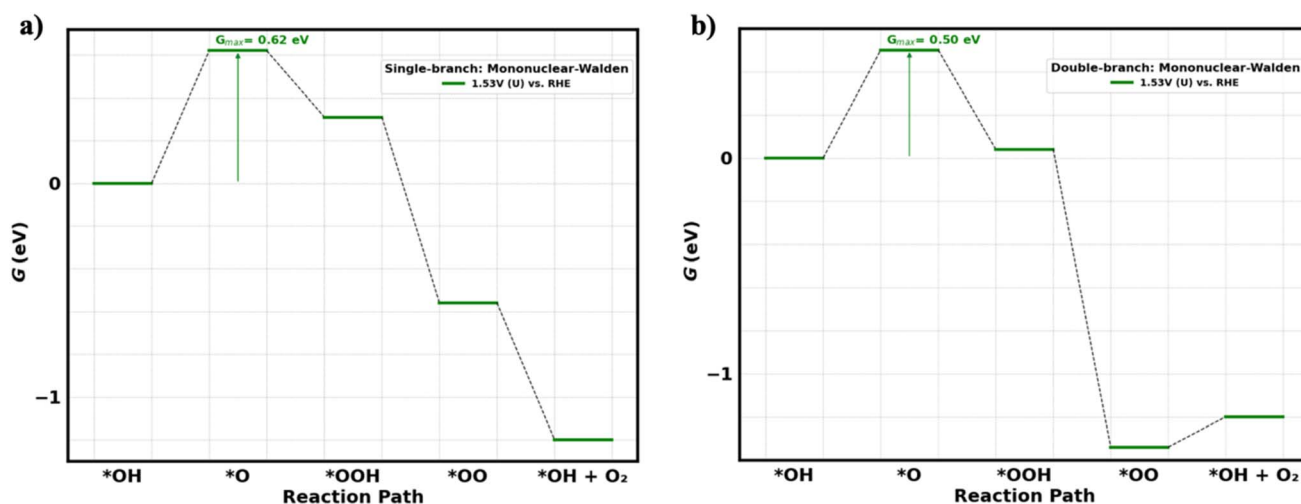 a)
G_max= 0.62 eV
Single-branch: Mononuclear-Walden
1.53V (U) vs. RHE
0
−1
G (eV)
*OH *O *OOH *OO *OH + O₂
Reaction Path
b)
G_max= 0.50 eV
Double-branch: Mononuclear-Walden
1.53V (U) vs. RHE
0
−1
G (eV)
*OH *O *OOH *OO *OH + O₂
Reaction Path